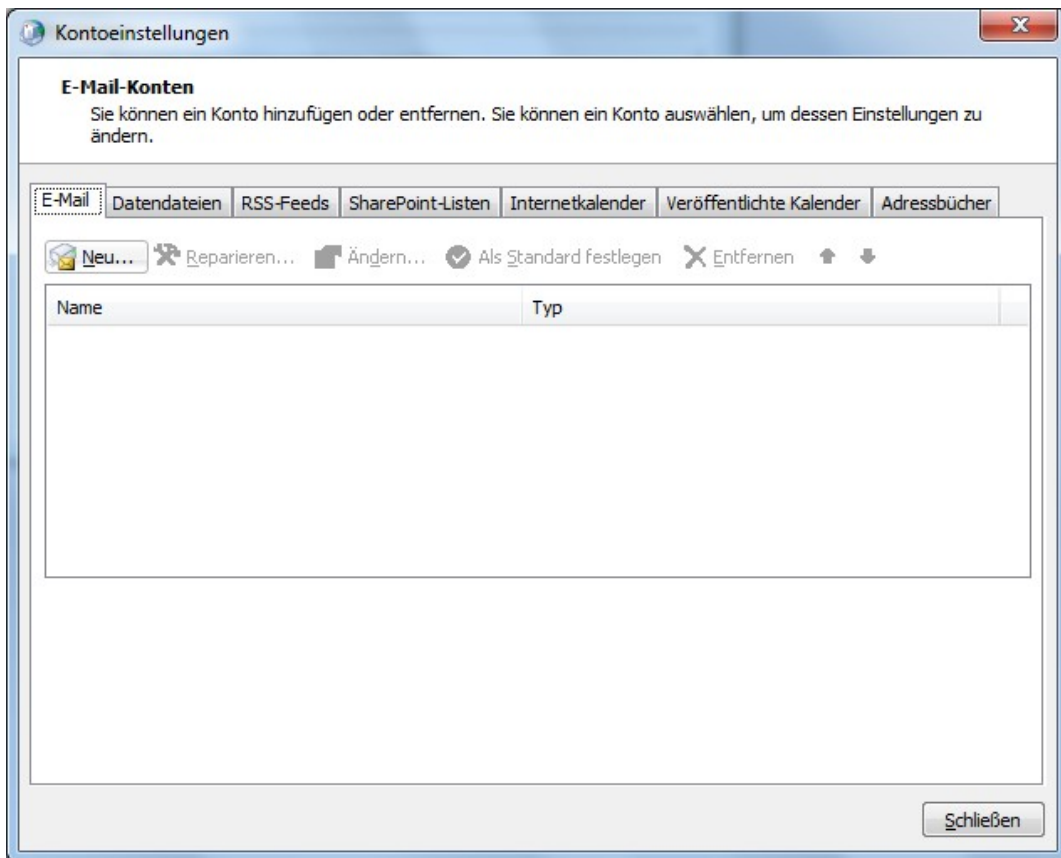 Kontoeinstellungen
E-Mail-Konten
Sie können ein Konto hinzufügen oder entfernen. Sie können ein Konto auswählen, um dessen Einstellungen zu
ändern.
E-Mail Datendateien RSS-Feeds SharePoint-Listen Internetkalender Veröffentlichte Kalender Adressbücher
Neu... Reparieren... Ändern... Als Standard festlegen Entfernen
Name Typ
Schließen